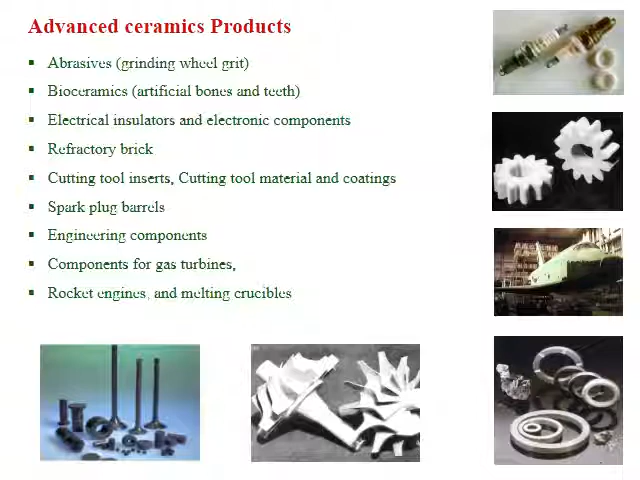 Advanced ceramics Products
▪ Abrasives (grinding wheel grit)
▪ Bioceramics (artificial bones and teeth)
▪ Electrical insulators and electronic components
▪ Refractory brick
▪ Cutting tool inserts, Cutting tool material and coatings
▪ Spark plug barrels
▪ Engineering components
▪ Components for gas turbines,
▪ Rocket engines, and melting crucibles